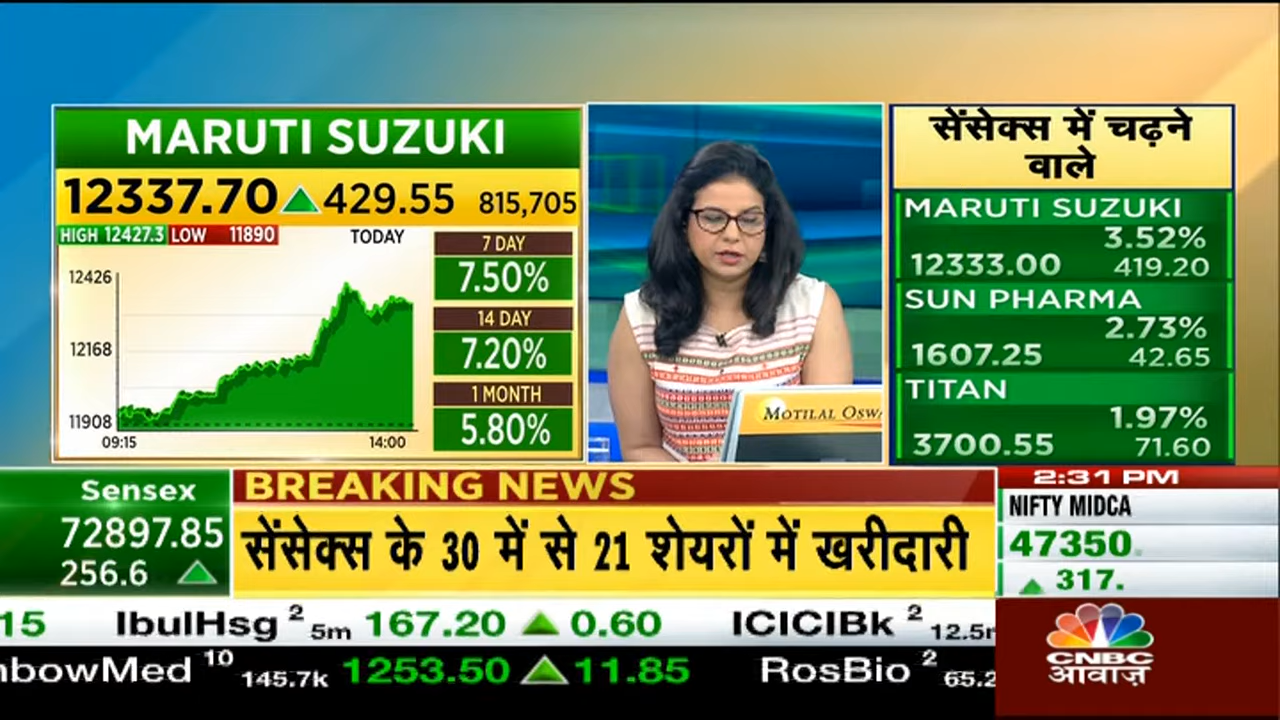 MARUTI SUZUKI
12337.70 429.55 815,705
HIGH 12427.3 LOW 11890
TODAY
12426
12168
11908
09:15
14:00
7 DAY
7.50%
14 DAY
7.20%
1 MONTH
5.80%
MOTILAL OSWA
सेंसेक्स में चढ़ने
वाले
MARUTI SUZUKI
3.52%
12333.00 419.20
SUN PHARMA
2.73%
1607.25 42.65
TITAN
1.97%
3700.55 71.60
Sensex
72897.85
256.6
BREAKING NEWS
सेंसेक्स के 30 में से 21 शेयरों में खरीदारी
2:31 PM
NIFTY MIDCA
47350.
317.
15 IbulHsg 2 5m 167.20 0.60 ICICIBk 2 12.5m
nbowMed 10 145.7k 1253.50 11.85 RosBio 2 65.2
CNBC
आवाज़